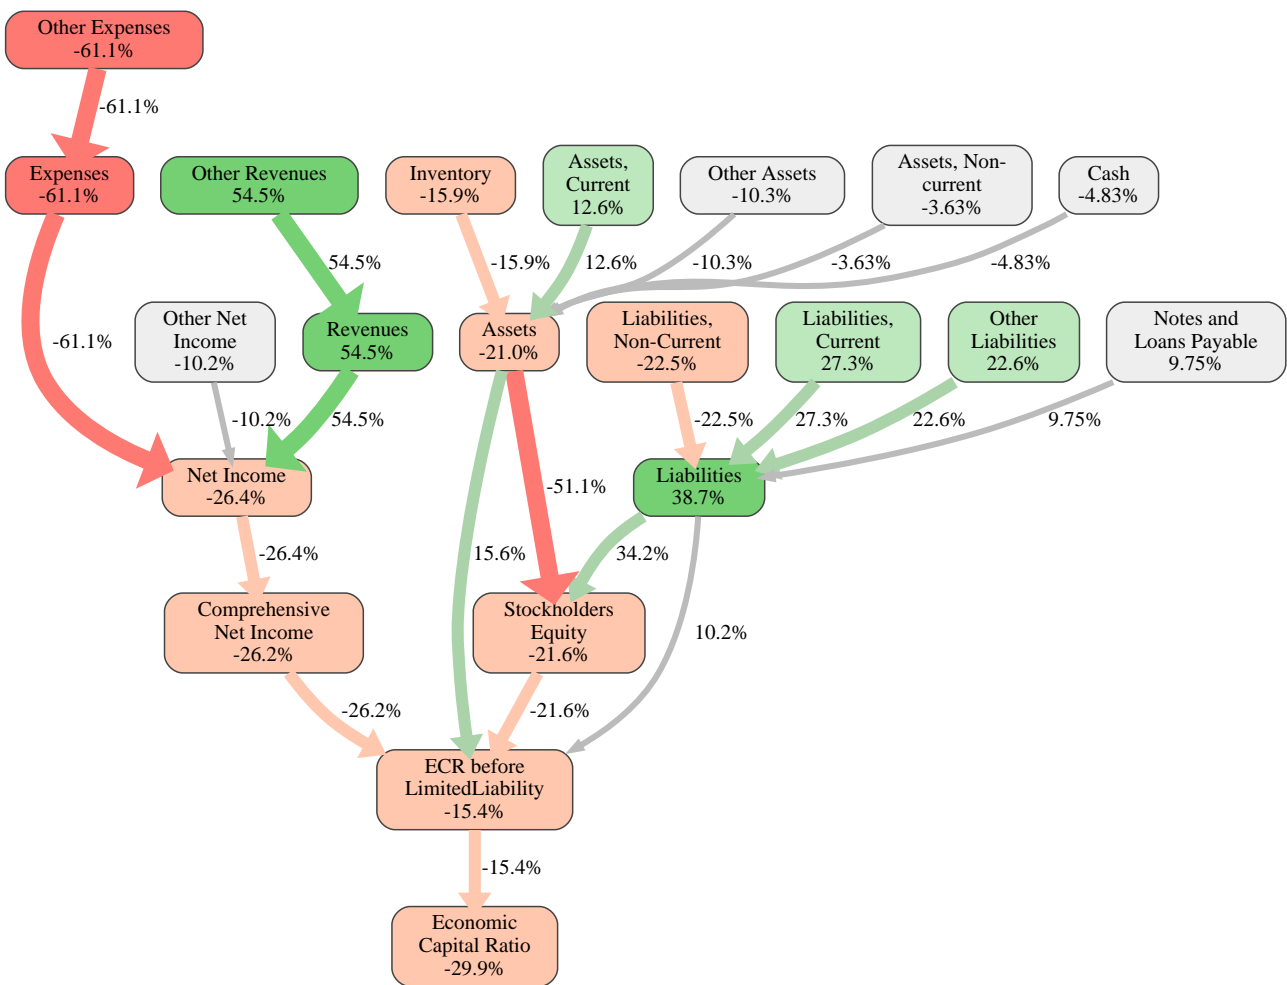 Other Expenses
-61.1%
-61.1%
Expenses
-61.1%
Other Revenues
54.5%
Inventory
-15.9%
Assets,
Current
12.6%
Other Assets
-10.3%
Assets, Non-
current
-3.63%
Cash
-4.83%
54.5%
-15.9%
12.6%
-10.3%
-3.63%
-4.83%
-61.1%
Other Net
Income
-10.2%
Revenues
54.5%
Assets
-21.0%
Liabilities,
Non-Current
-22.5%
Liabilities,
Current
27.3%
Other
Liabilities
22.6%
Notes and
Loans Payable
9.75%
-10.2%
54.5%
-22.5%
27.3%
22.6%
9.75%
Net Income
-26.4%
-51.1%
Liabilities
38.7%
-26.4%
15.6%
34.2%
Comprehensive
Net Income
-26.2%
Stockholders
Equity
-21.6%
10.2%
-26.2%
-21.6%
ECR before
LimitedLiability
-15.4%
-15.4%
Economic
Capital Ratio
-29.9%